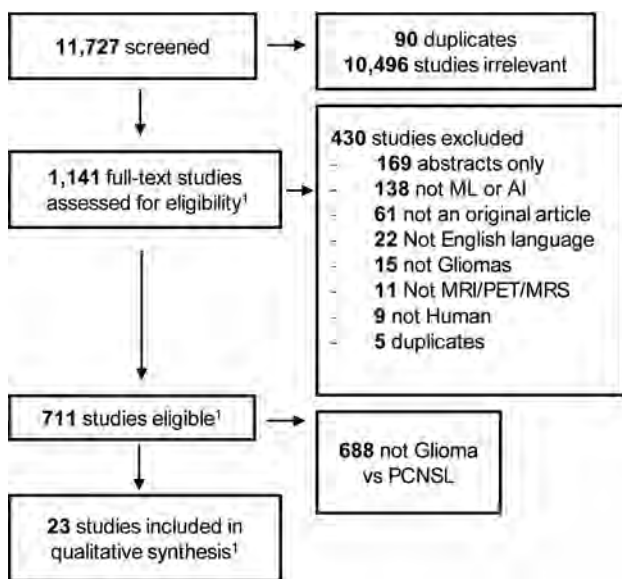 11,727 screened
90 duplicates
10,496 studies irrelevant
1,141 full-text studies
assessed for eligibility¹
430 studies excluded
- 169 abstracts only
- 138 not ML or AI
- 61 not an original article
- 22 Not English language
- 15 not Gliomas
- 11 Not MRI/PET/MRS
- 9 not Human
- 5 duplicates
711 studies eligible¹
688 not Glioma
vs PCNSL
23 studies included in
qualitative synthesis¹